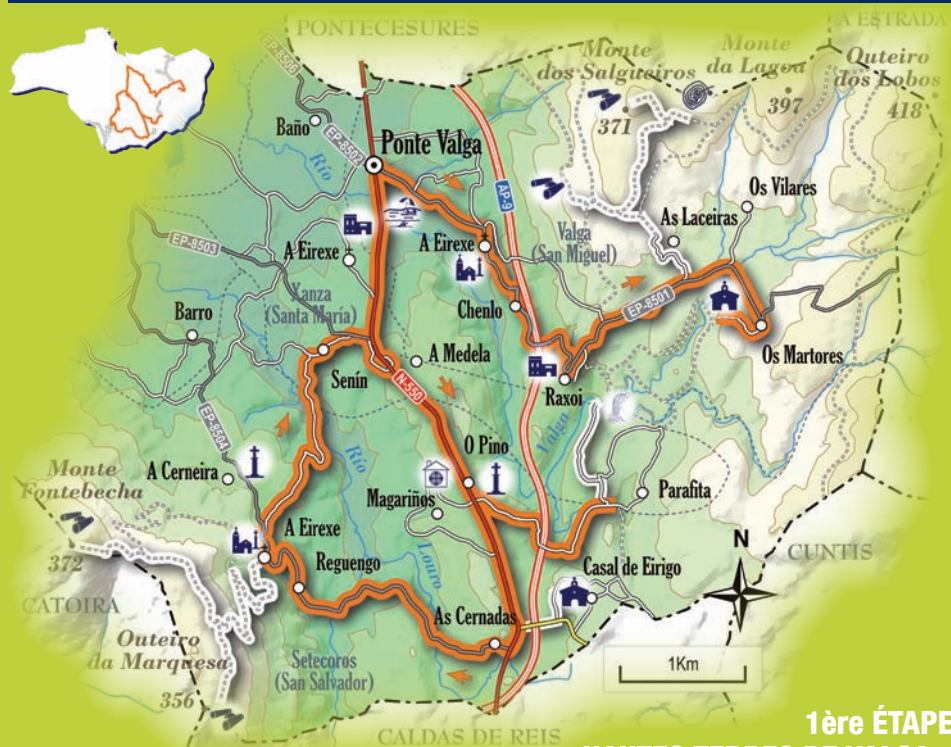 PONTECESURES
A ESTRADA
EP-8503
Monte
dos Salgueiros
371
Monte
da Lagoa
397
Outeiro
dos Lobos
418
Baño
EP-8502
Río
Ponte Valga
AP-9
Os Vilares
As Laceiras
Valga
(San Miguel)
A Eirexe
A Eirexe
EP-8503
Xanza
(Santa María)
Barro
Chenlo
EP-8501
Os Martores
Senín
A Medela
N-550
Raxoi
Valga
EP-8504
O Pino
Río
A Cerneira
Magariños
Parafita
Monte
Fontebecha
372
A Eirexe
Reguengo
Louro
N
CUNTIS
CATOIRA
Casal de Eirigo
As Cernadas
Outeiro
da Marquesa
356
Setecoros
(San Salvador)
1Km
CALDAS DE REIS
1ère ÉTAPE